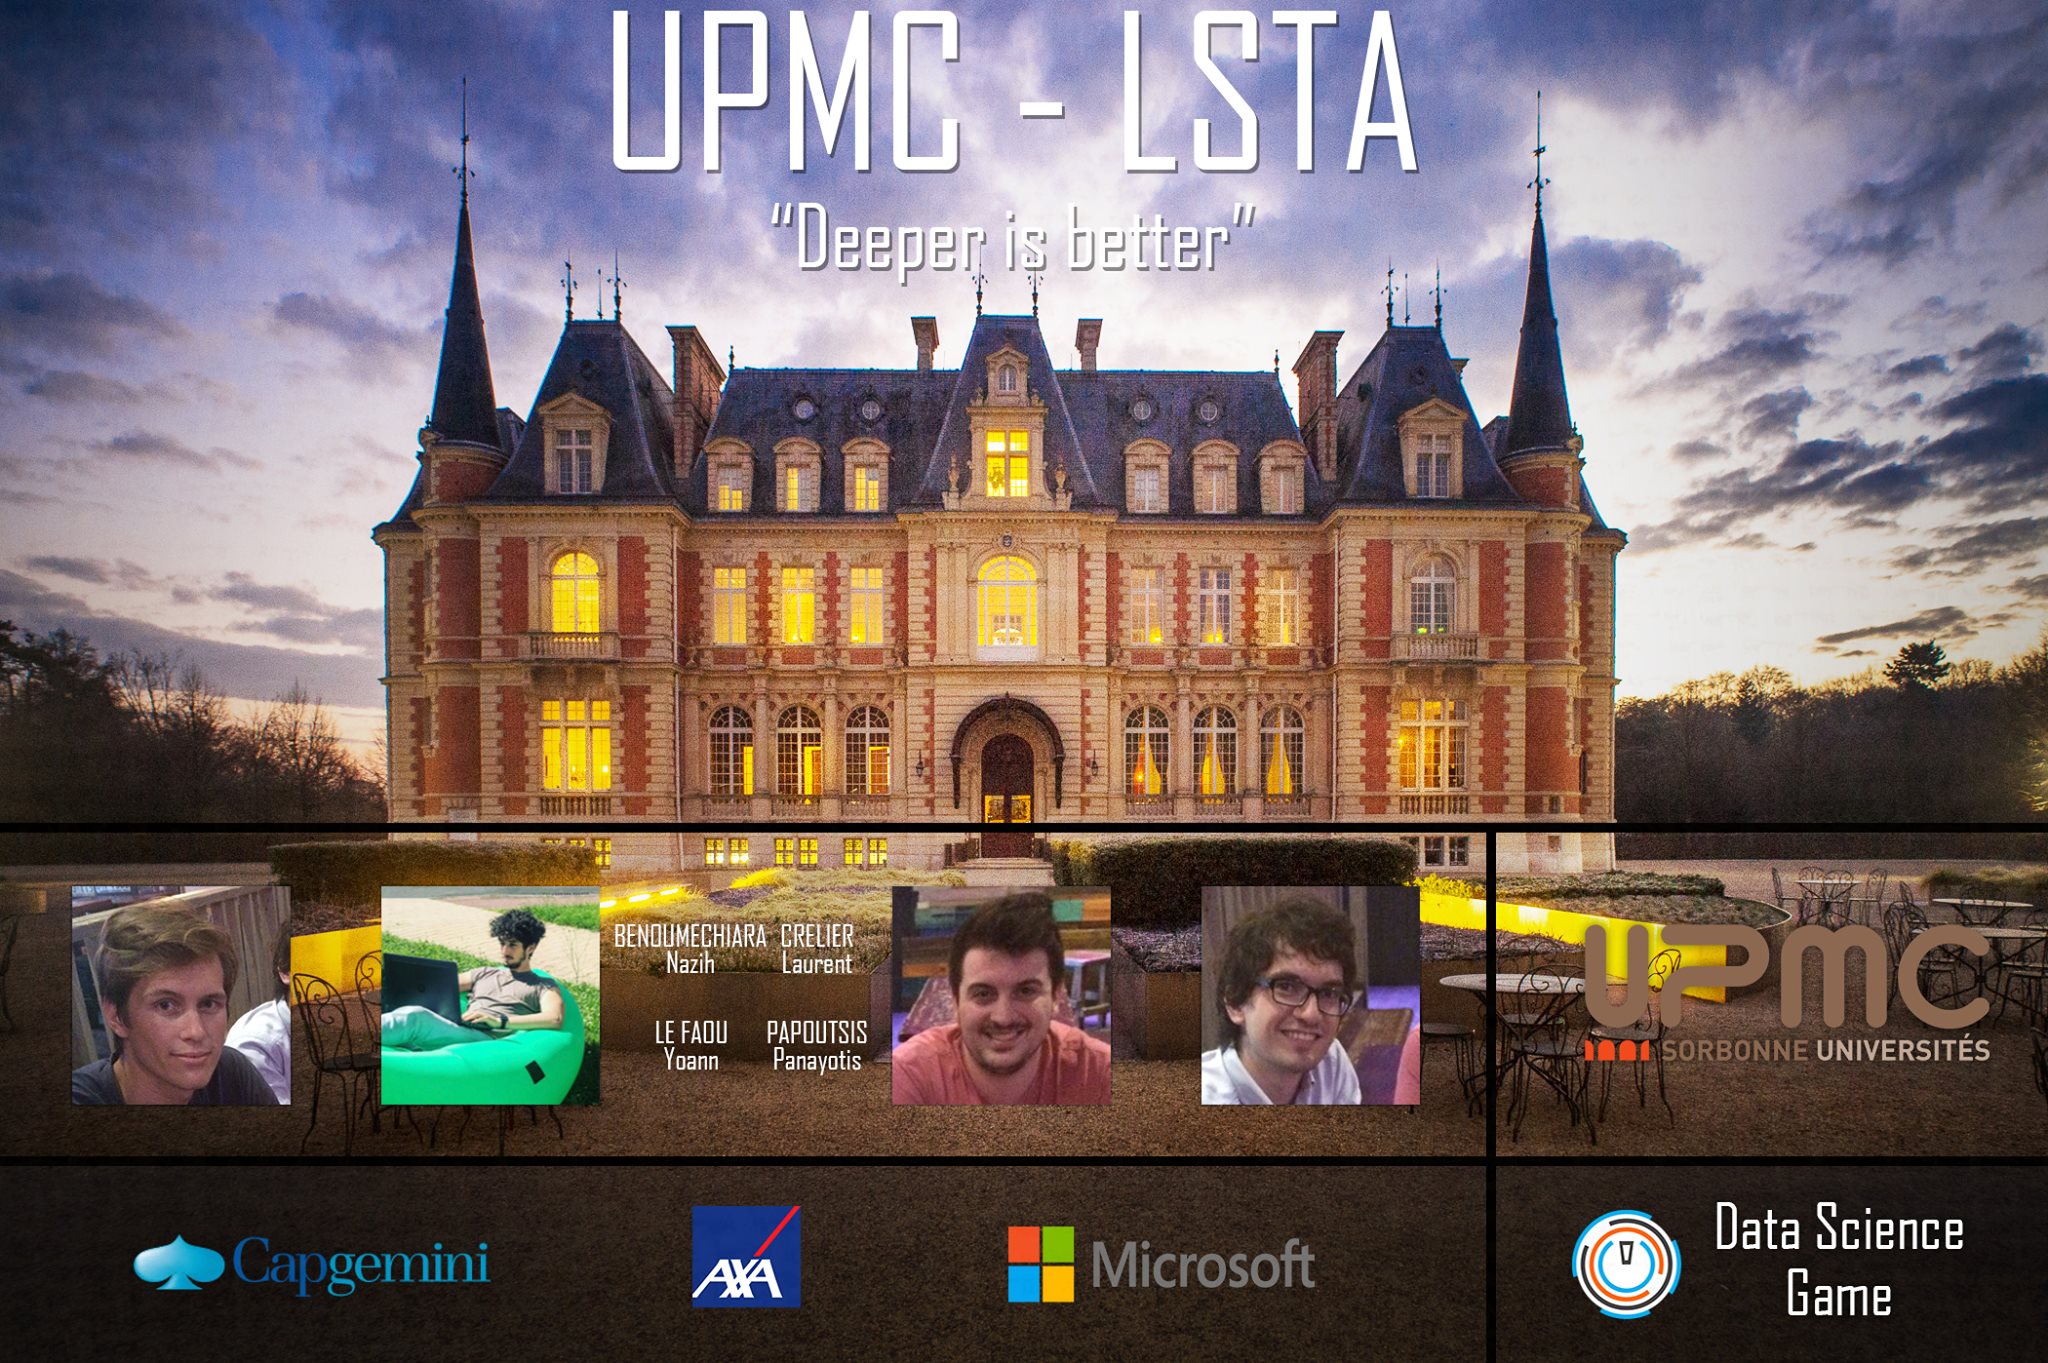 UPMC - LSTA
“Deeper is better”
BENOUMECHIARA
Nazih
CRELIER
Laurent
LE FAOU
Yoann
PAPOUTSIS
Panayotis
UPMC
SORBONNE UNIVERSITÉS
Capgemini
AXA
Microsoft
Data Science
Game